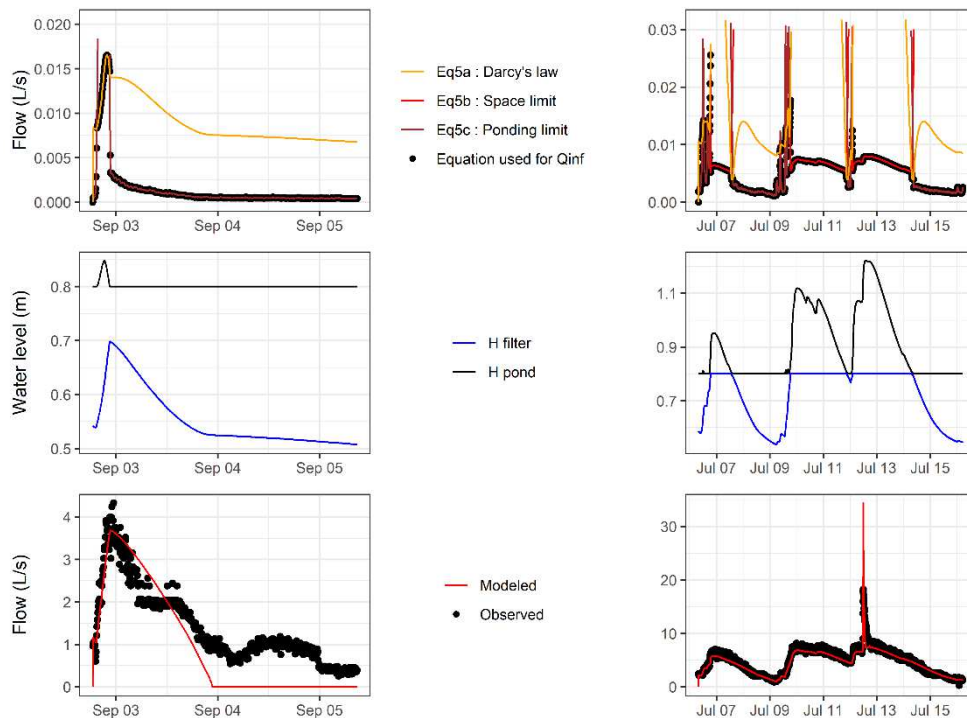 Flow (L/s)
0.020
0.015
0.010
0.005
0.000
Sep 03
Sep 04
Sep 05
Eq5a : Darcy's law
Eq5b : Space limit
Eq5c : Ponding limit
Equation used for Qinf
0.03
0.02
0.01
0.00
Jul 07
Jul 09
Jul 11
Jul 13
Jul 15
Water level (m)
0.8
0.7
0.6
0.5
Sep 03
Sep 04
Sep 05
H filter
H pond
1.1
0.9
0.7
Jul 07
Jul 09
Jul 11
Jul 13
Jul 15
Flow (L/s)
4
3
2
1
0
Sep 03
Sep 04
Sep 05
Modeled
Observed
30
20
10
0
Jul 07
Jul 09
Jul 11
Jul 13
Jul 15